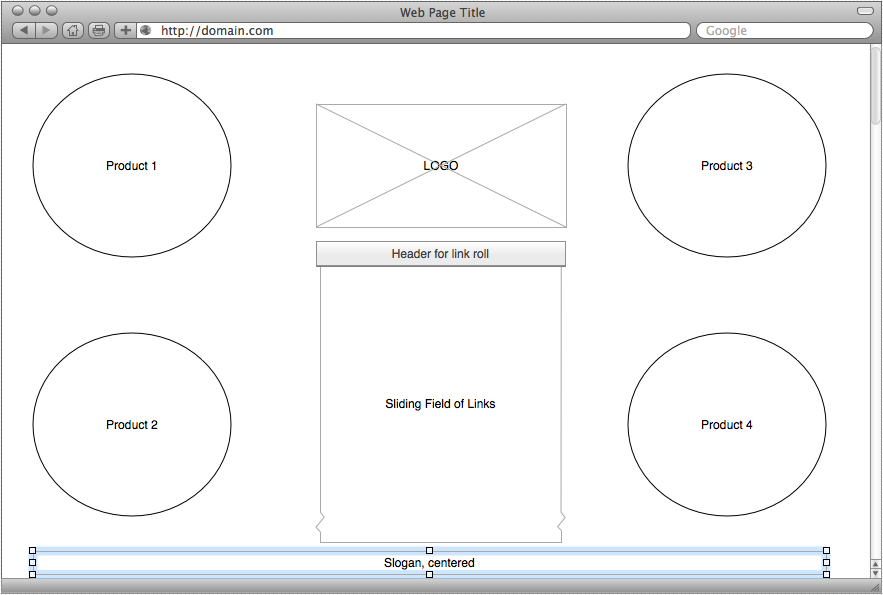 Web Page Title
http://domain.com
Google
Product 1
LOGO
Product 3
Header for link roll
Sliding Field of Links
Product 2
Product 4
Slogan, centered